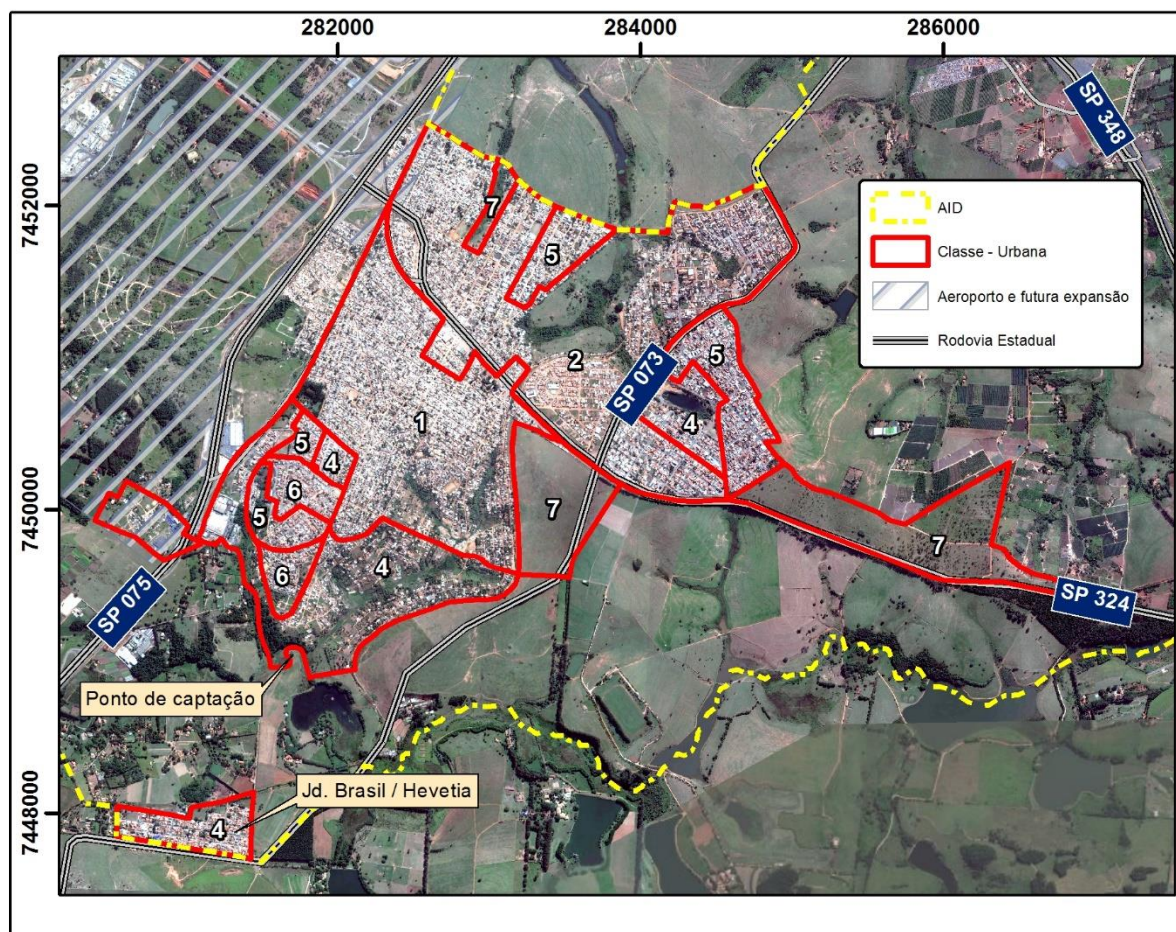 282000
284000
286000
7452000
7450000
7448000
SP 348
AID
Classe - Urbana
Aeroporto e futura expansão
Rodovia Estadual
7
5
2
SP 073
5
1
4
5
4
6
5
7
4
6
7
SP 075
SP 324
Ponto de captação
Jd. Brasil / Hevetia
4